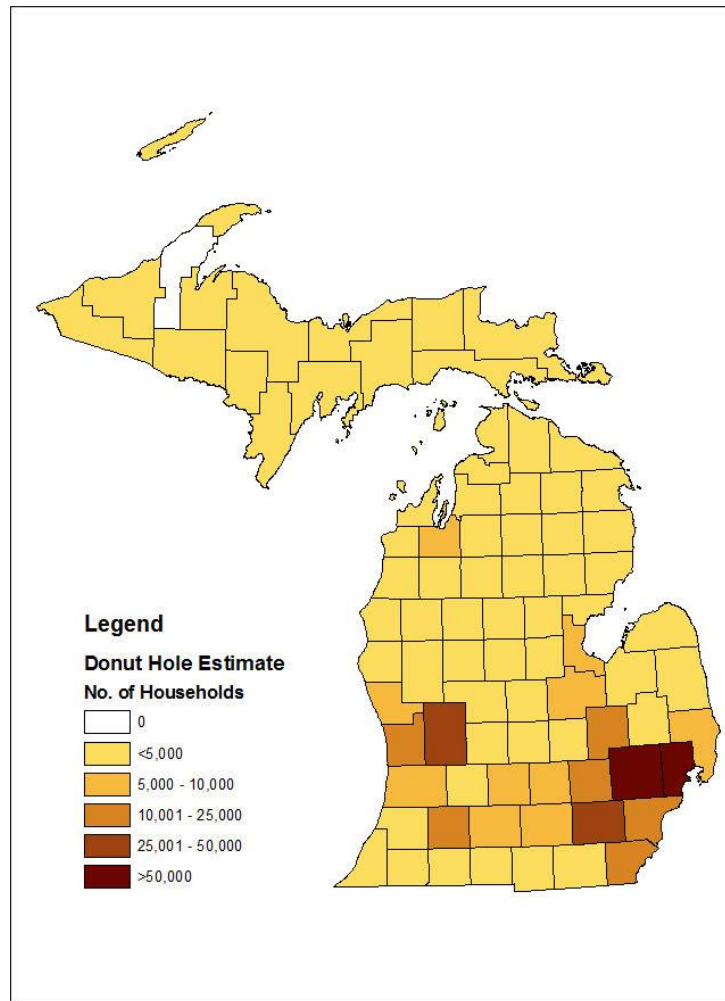 Legend
Donut Hole Estimate
No. of Households
0
<5,000
5,000 - 10,000
10,001 - 25,000
25,001 - 50,000
>50,000